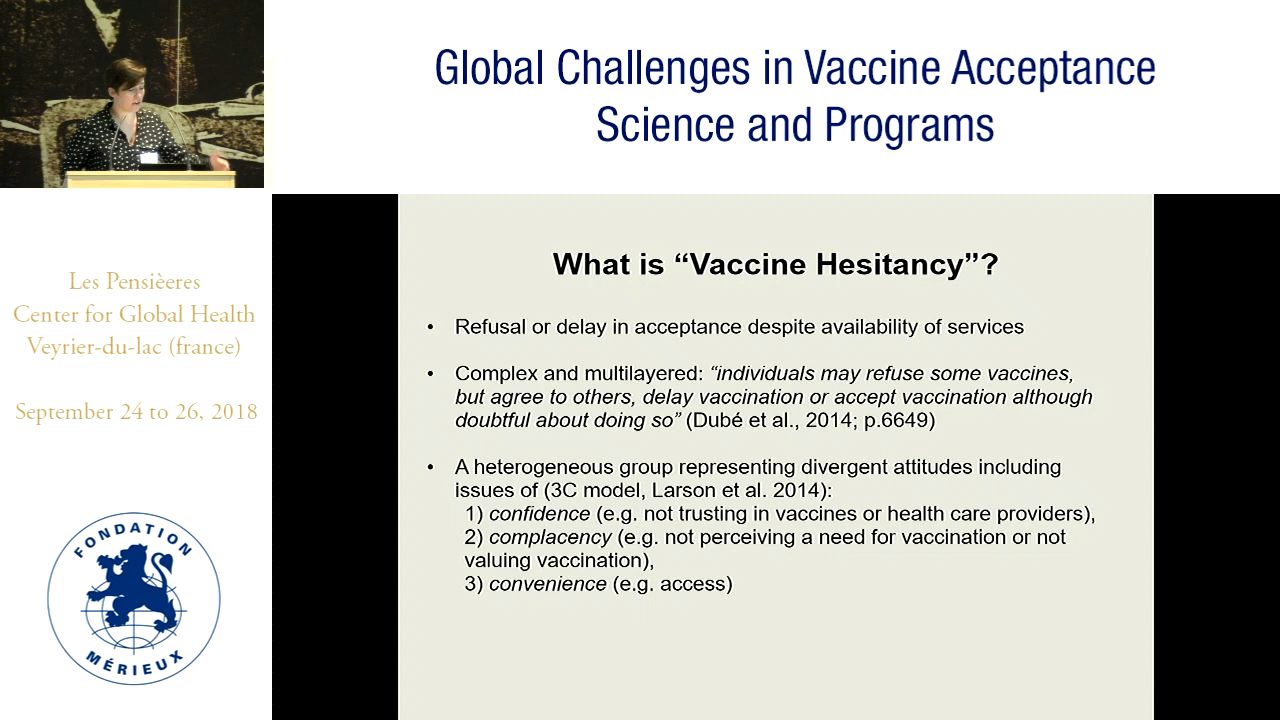 Global Challenges in Vaccine Acceptance
Science and Programs
Les Pensièeres
Center for Global Health
Veyrier-du-lac (france)
September 24 to 26, 2018
FONDATION
MÉRIEUX
What is “Vaccine Hesitancy”?
• Refusal or delay in acceptance despite availability of services
• Complex and multilayered: “individuals may refuse some vaccines,
but agree to others, delay vaccination or accept vaccination although
doubtful about doing so” (Dubé et al., 2014; p.6649)
• A heterogeneous group representing divergent attitudes including
issues of (3C model, Larson et al. 2014):
1) confidence (e.g. not trusting in vaccines or health care providers),
2) complacency (e.g. not perceiving a need for vaccination or not
valuing vaccination),
3) convenience (e.g. access)